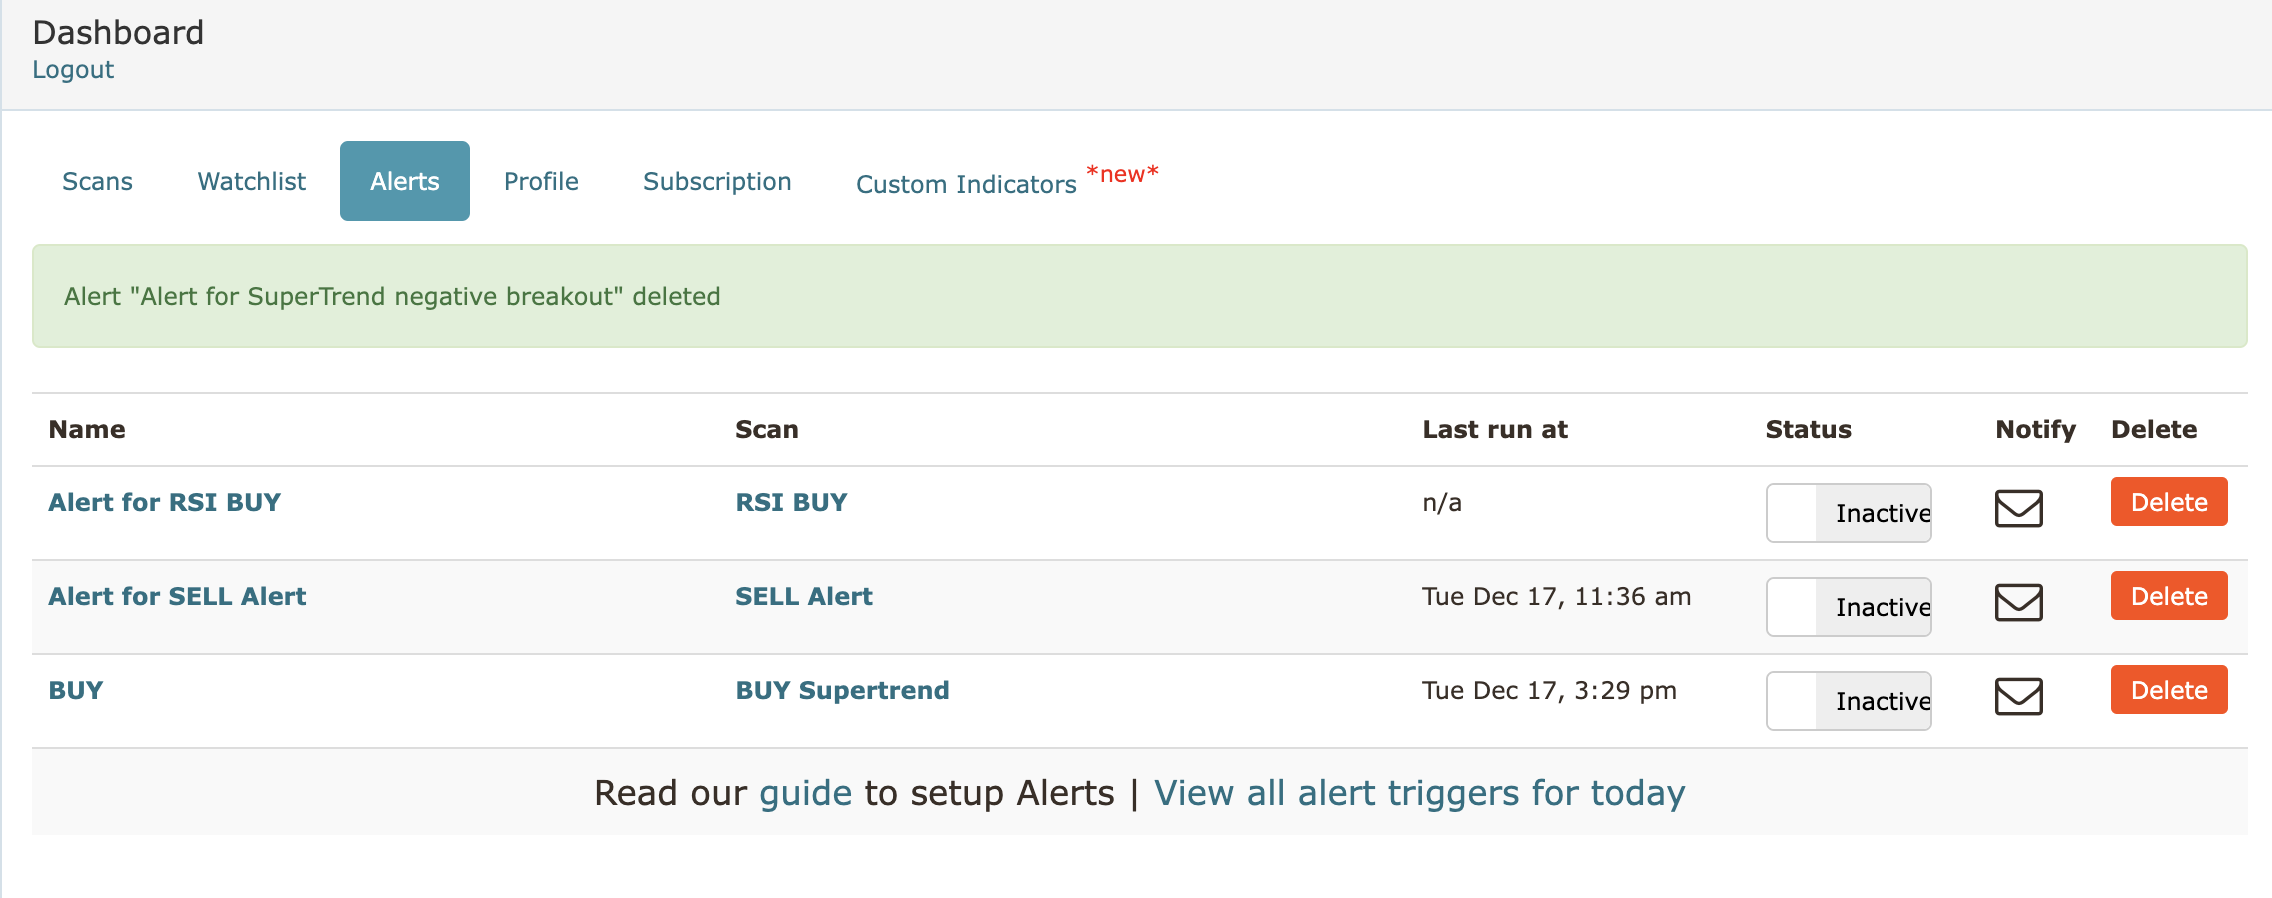 Dashboard
Logout
Scans Watchlist Alerts Profile Subscription Custom Indicators *new*
Alert "Alert for SuperTrend negative breakout" deleted
Name Scan Last run at Status Notify Delete
Alert for RSI BUY RSI BUY n/a Inactive Delete
Alert for SELL Alert SELL Alert Tue Dec 17, 11:36 am Inactive Delete
BUY BUY Supertrend Tue Dec 17, 3:29 pm Inactive Delete
Read our guide to setup Alerts | View all alert triggers for today